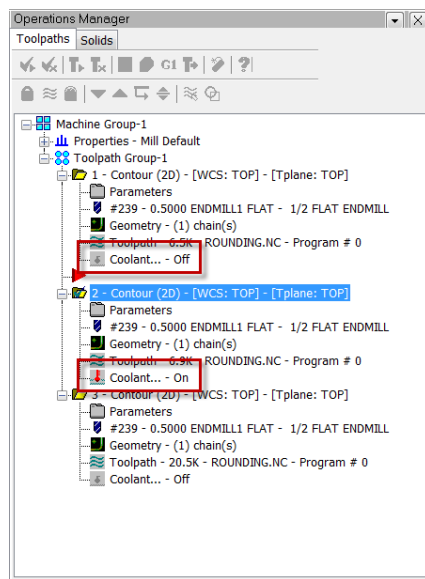 Operations Manager
Toolpaths Solids
G1
Machine Group-1
Properties - Mill Default
Toolpath Group-1
1 - Contour (2D) - [WCS: TOP] - [Tplane: TOP]
Parameters
#239 - 0.5000 ENDMILL1 FLAT - 1/2 FLAT ENDMILL
Geometry - (1) chain(s)
Toolpath - 6.5K - ROUNDING.NC - Program # 0
Coolant... - Off
2 - Contour (2D) - [WCS: TOP] - [Tplane: TOP]
Parameters
#239 - 0.5000 ENDMILL1 FLAT - 1/2 FLAT ENDMILL
Geometry - (1) chain(s)
Toolpath - 6.9K - ROUNDING.NC - Program # 0
Coolant... - On
3 - Contour (2D) - [WCS: TOP] - [Tplane: TOP]
Parameters
#239 - 0.5000 ENDMILL1 FLAT - 1/2 FLAT ENDMILL
Geometry - (1) chain(s)
Toolpath - 20.5K - ROUNDING.NC - Program # 0
Coolant... - Off